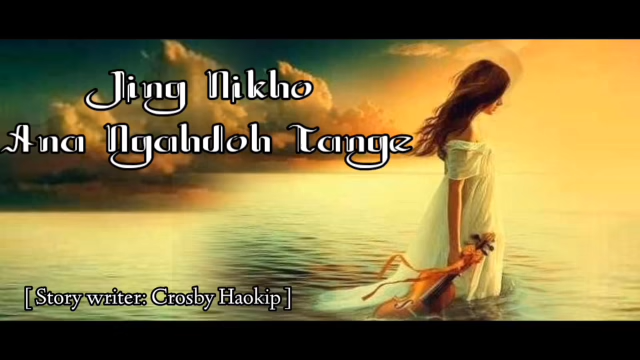 Jing Nikho
Ana Ngahdoh Tange
[ Story writer: Crosby Haokip ]